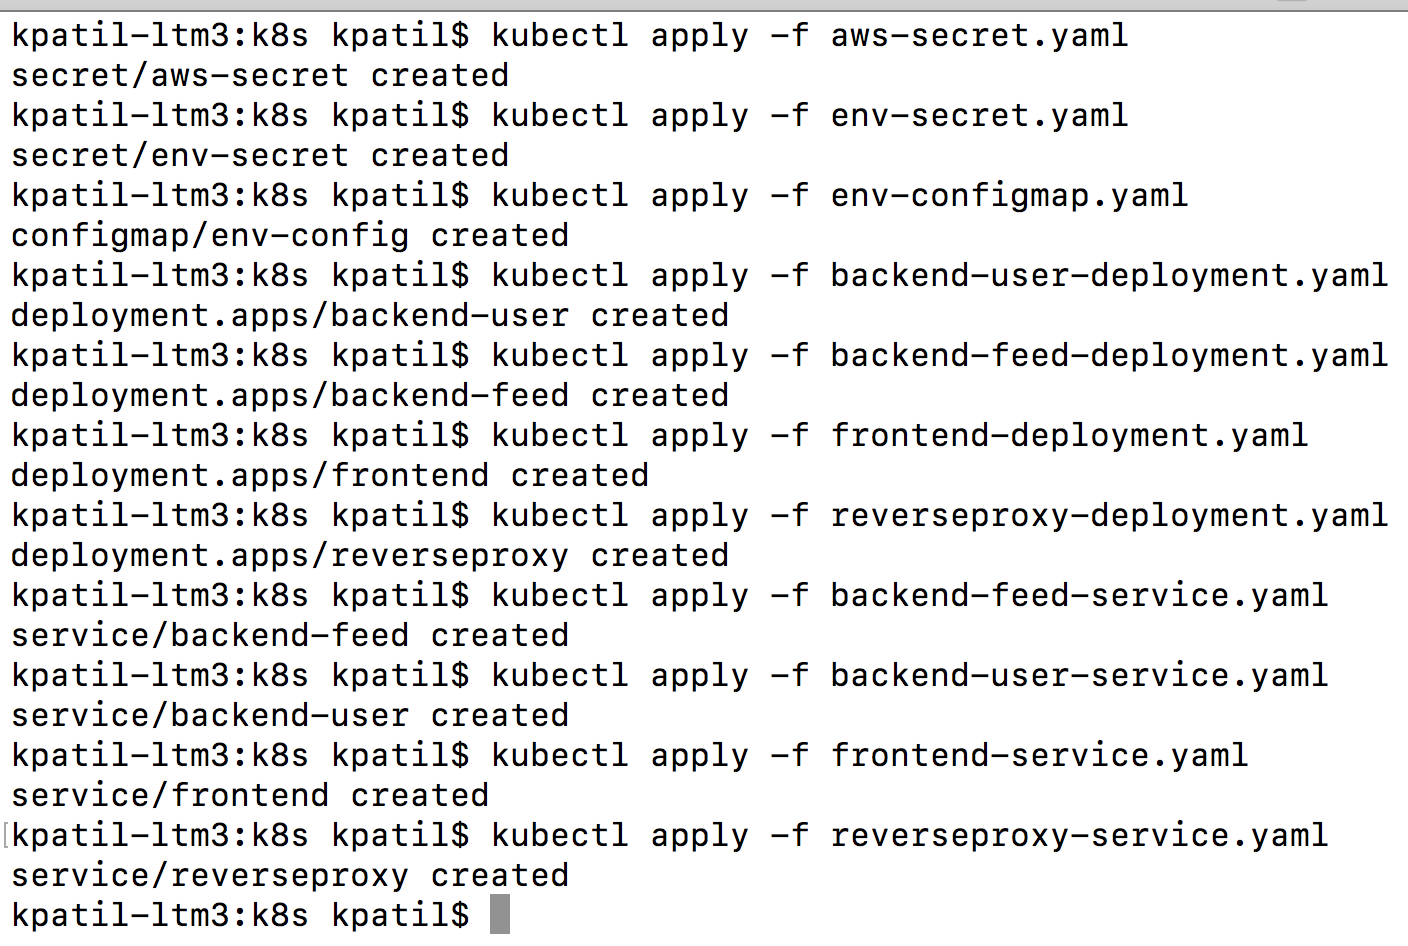 kpatil-ltm3:k8s kpatil$ kubectl apply -f aws-secret.yaml
secret/aws-secret created
kpatil-ltm3:k8s kpatil$ kubectl apply -f env-secret.yaml
secret/env-secret created
kpatil-ltm3:k8s kpatil$ kubectl apply -f env-configmap.yaml
configmap/env-config created
kpatil-ltm3:k8s kpatil$ kubectl apply -f backend-user-deployment.yaml
deployment.apps/backend-user created
kpatil-ltm3:k8s kpatil$ kubectl apply -f backend-feed-deployment.yaml
deployment.apps/backend-feed created
kpatil-ltm3:k8s kpatil$ kubectl apply -f frontend-deployment.yaml
deployment.apps/frontend created
kpatil-ltm3:k8s kpatil$ kubectl apply -f reverseproxy-deployment.yaml
deployment.apps/reverseproxy created
kpatil-ltm3:k8s kpatil$ kubectl apply -f backend-feed-service.yaml
service/backend-feed created
kpatil-ltm3:k8s kpatil$ kubectl apply -f backend-user-service.yaml
service/backend-user created
kpatil-ltm3:k8s kpatil$ kubectl apply -f frontend-service.yaml
service/frontend created
[kpatil-ltm3:k8s kpatil$ kubectl apply -f reverseproxy-service.yaml
service/reverseproxy created
kpatil-ltm3:k8s kpatil$